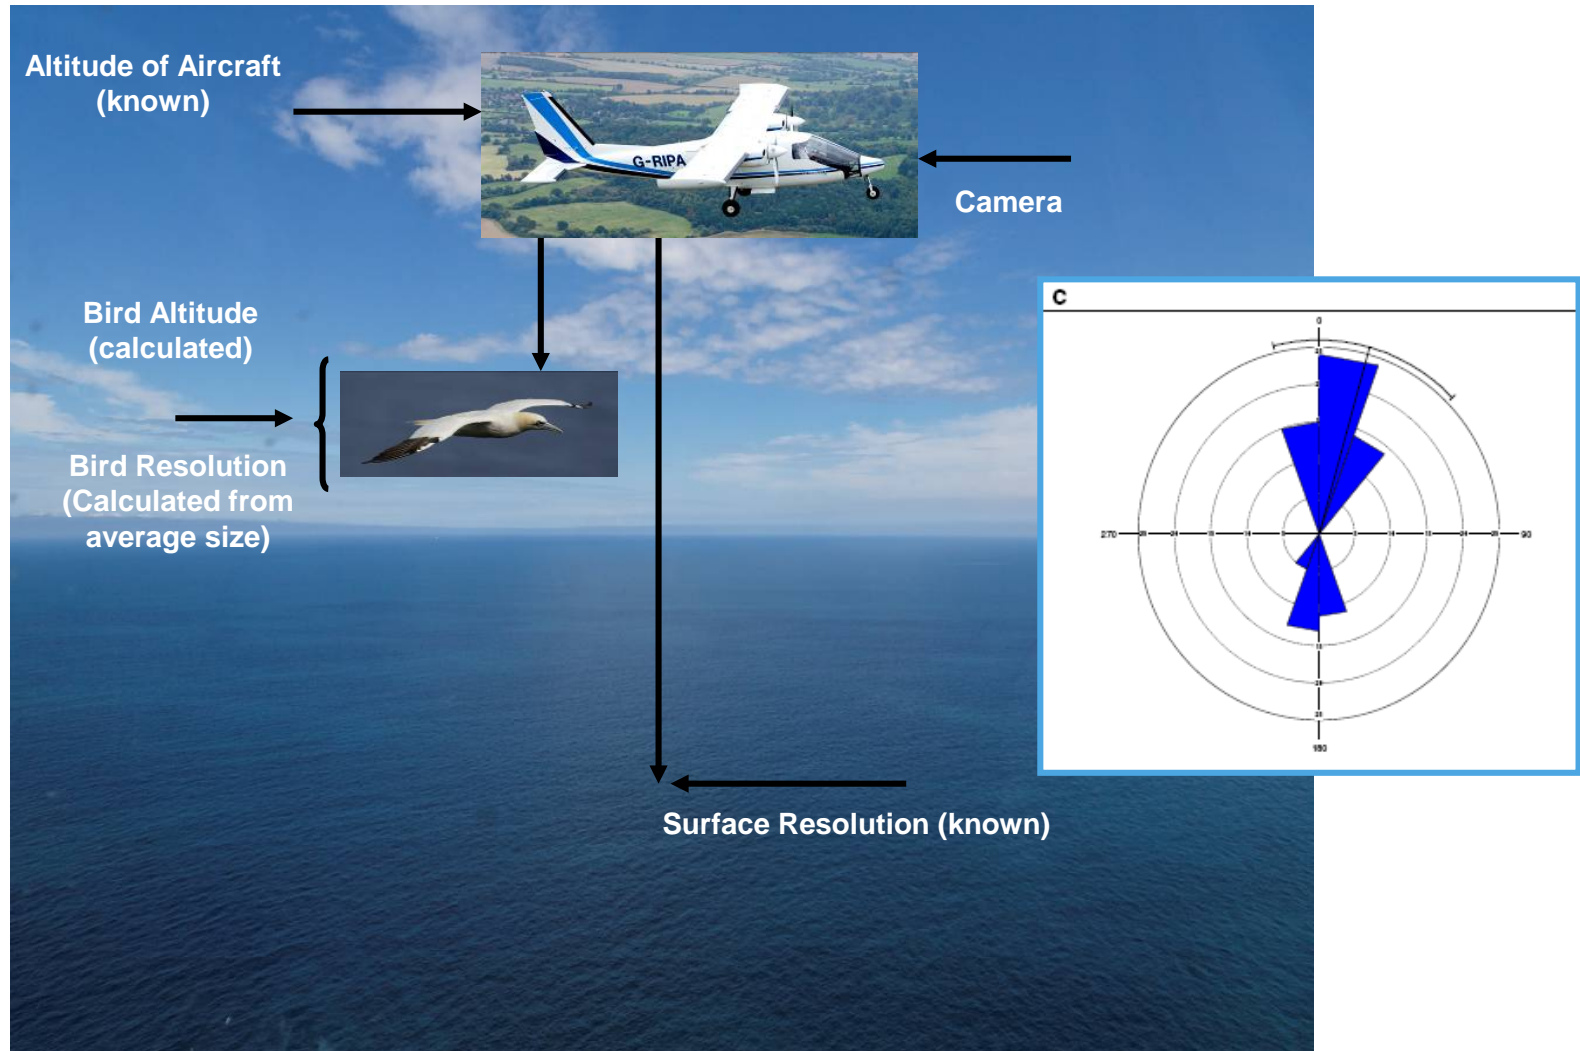 Altitude of Aircraft
(known)
G-RIPA
Camera
Bird Altitude
(calculated)
Bird Resolution
(Calculated from
average size)
Surface Resolution (known)
C
0
270
90
180